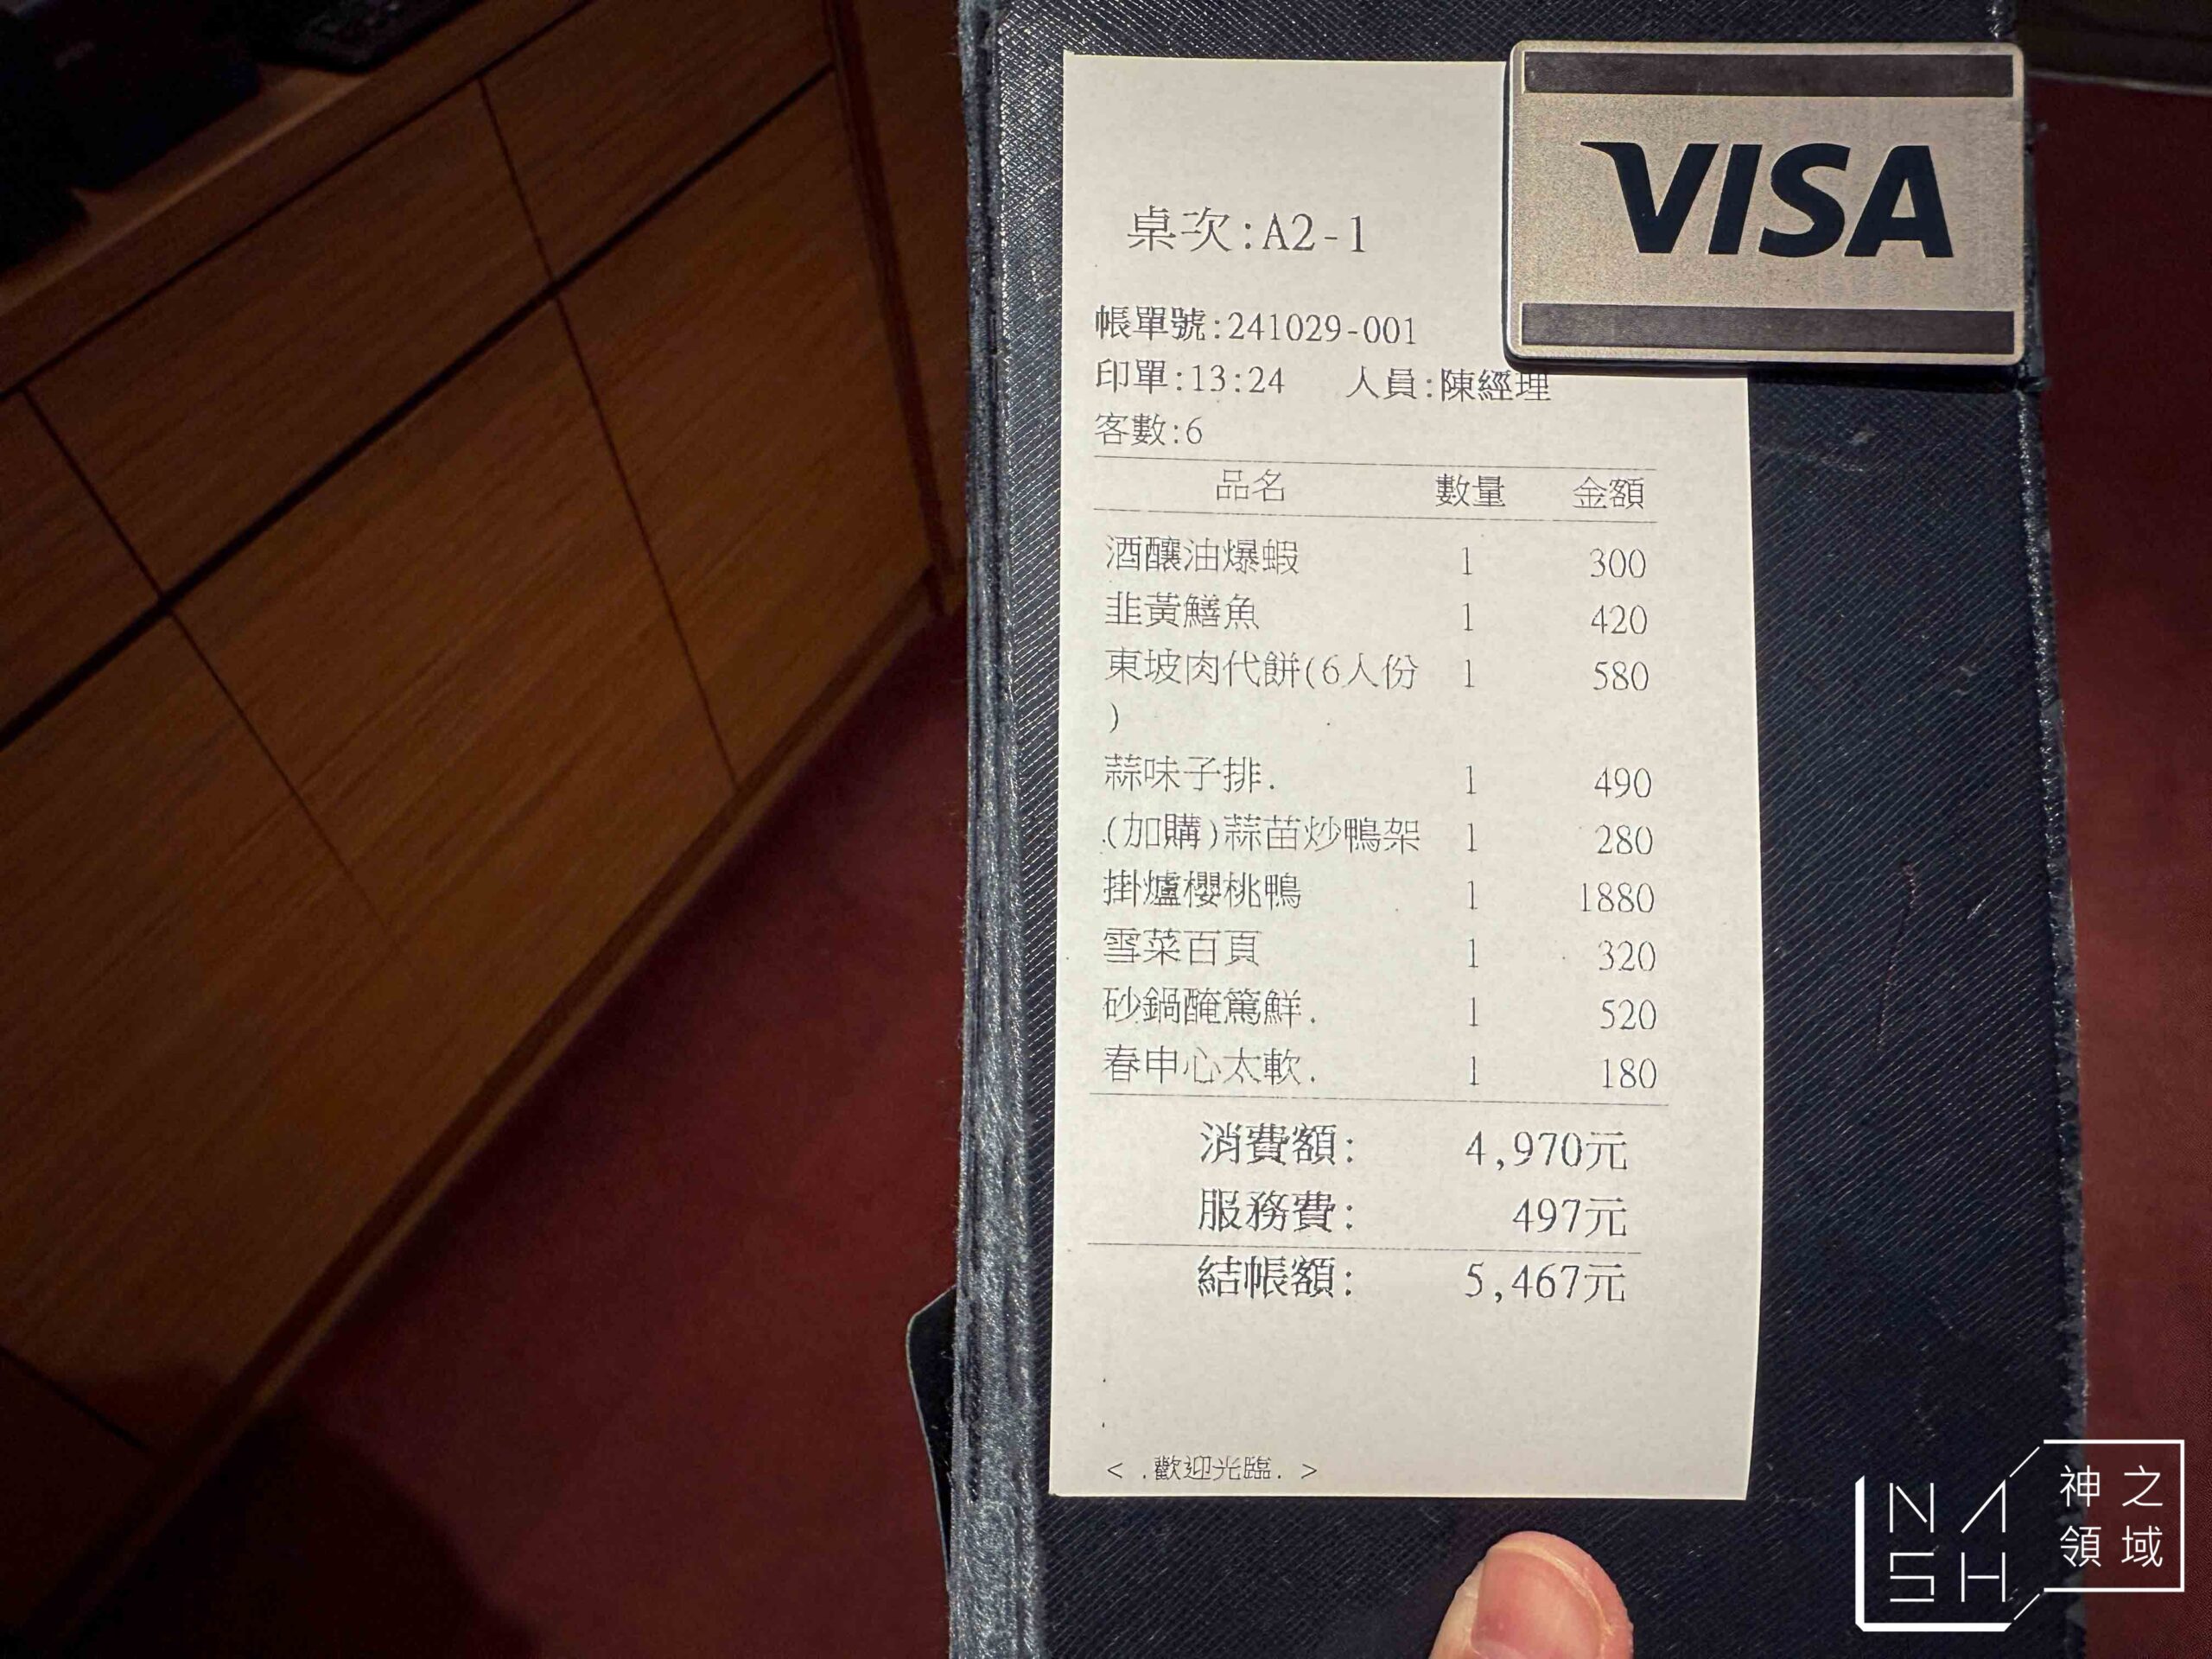 VISA
桌次:A2-1
帳單號:241029-001
印單:13:24 人員:陳經理
客數:6
品名 數量 金額
酒釀油爆蝦 1 300
韭黃鱔魚 1 420
東坡肉代餅(6人份 1 580
)
蒜味子排. 1 490
.(加購)蒜苗炒鴨架 1 280
掛爐櫻桃鴨 1 1880
雪菜百頁 1 320
砂鍋醃篤鮮. 1 520
春申心太軟. 1 180
消費額: 4,970元
服務費: 497元
結帳額: 5,467元
< .歡迎光臨. >
NASH
神之
領域